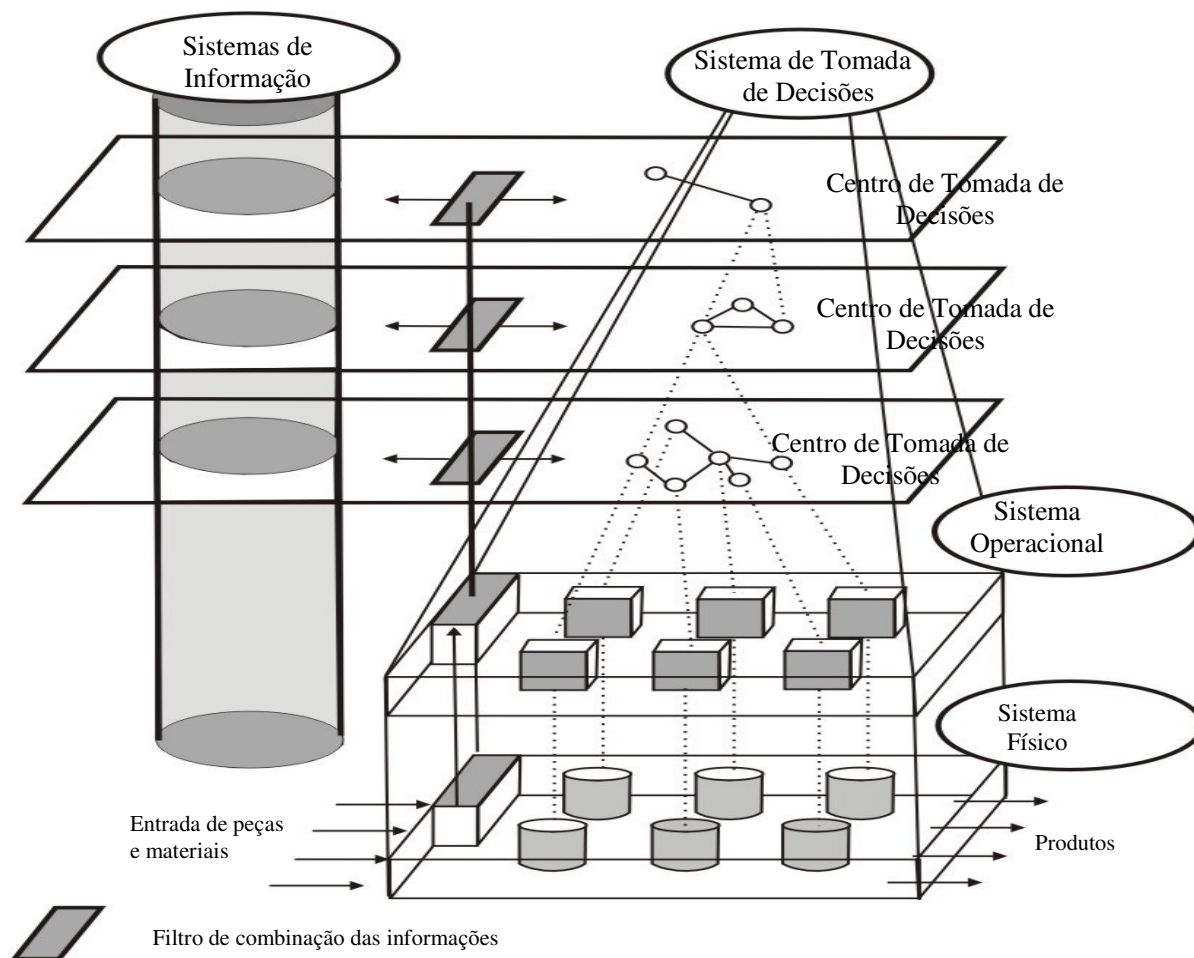 Sistemas de
Informação
Sistema de Tomada
de Decisões
Centro de Tomada de
Decisões
Centro de Tomada de
Decisões
Centro de Tomada de
Decisões
Sistema
Operacional
Sistema
Físico
Entrada de peças
e materiais
Produtos
Filtro de combinação das informações